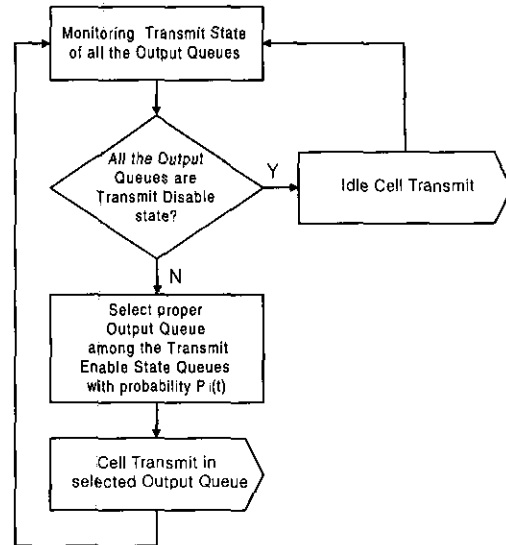 Monitoring Transmit State
of all the Output Queues
All the Output
Queues are
Transmit Disable
state?
Y
Idle Cell Transmit
N
Select proper
Output Queue
among the Transmit
Enable State Queues
with probability Pi(t)
Cell Transmit in
selected Output Queue